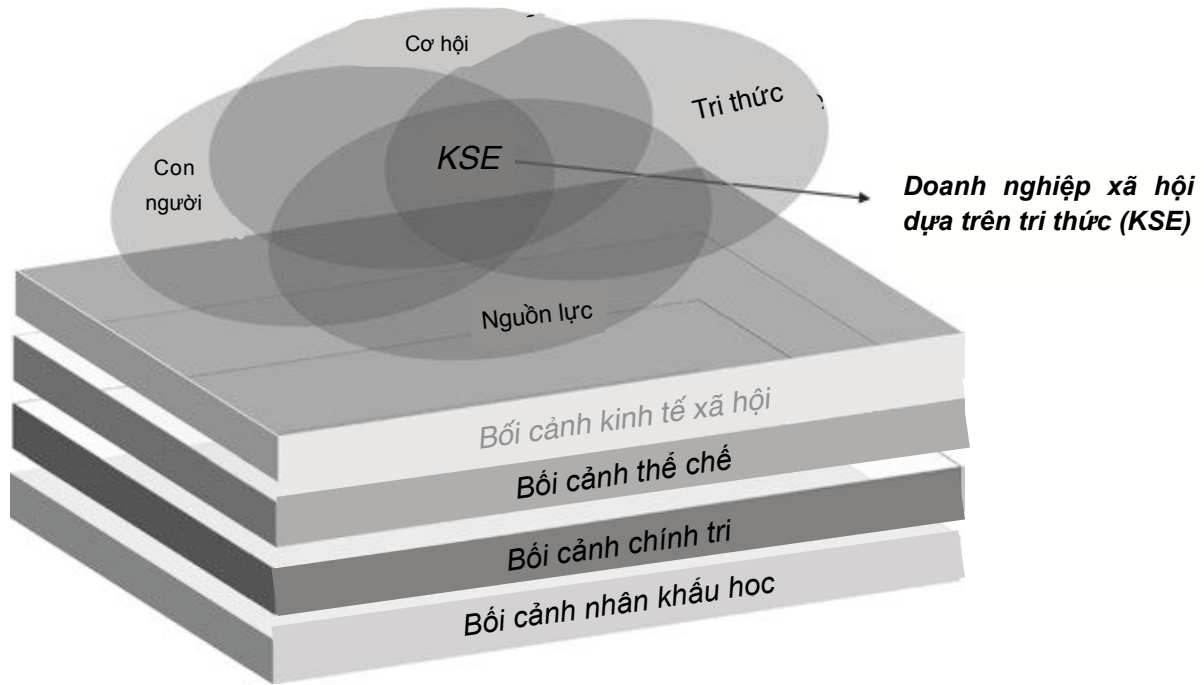 Cơ hội
Tri thức
KSE
Con
người
Doanh nghiệp xã hội
dựa trên tri thức (KSE)
Nguồn lực
Bối cảnh kinh tế xã hội
Bối cảnh thế chế
Bối cảnh chính tri
Bối cảnh nhân khẩu hoc